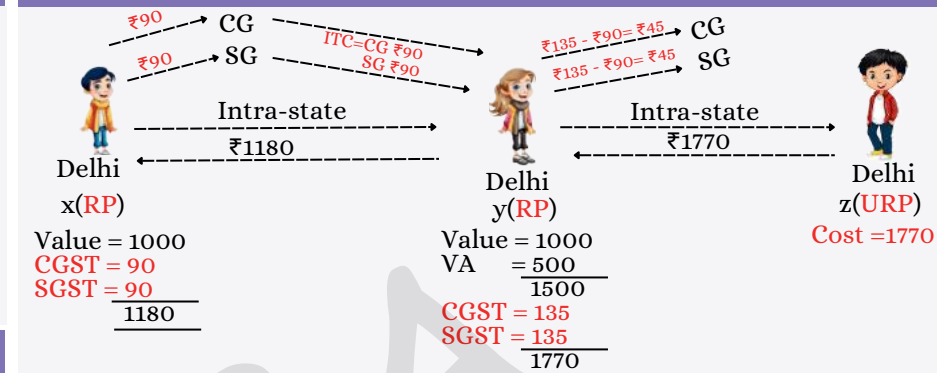 ₹90
CG
₹90
SG
ITC=CG ₹90
SG ₹90
₹135 - ₹90= ₹45
CG
₹135 - ₹90= ₹45
SG
Intra-state
₹1180
Intra-state
₹1770
Delhi
x(RP)
Value = 1000
CGST = 90
SGST = 90
1180
Delhi
y(RP)
Value = 1000
VA = 500
1500
CGST = 135
SGST = 135
1770
Delhi
z(URP)
Cost =1770